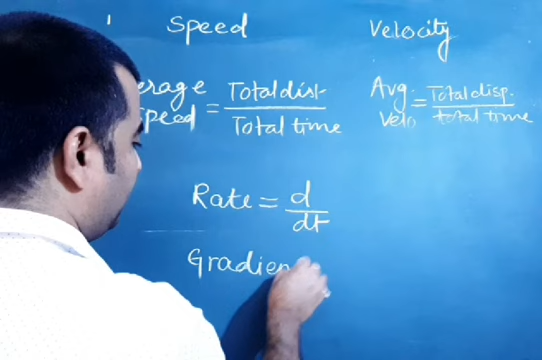 Speed
Velocity
erage
speed = Total dist / Total time
Avg
Velo = Total disp. / total time
Rate = d / dt
Gradien